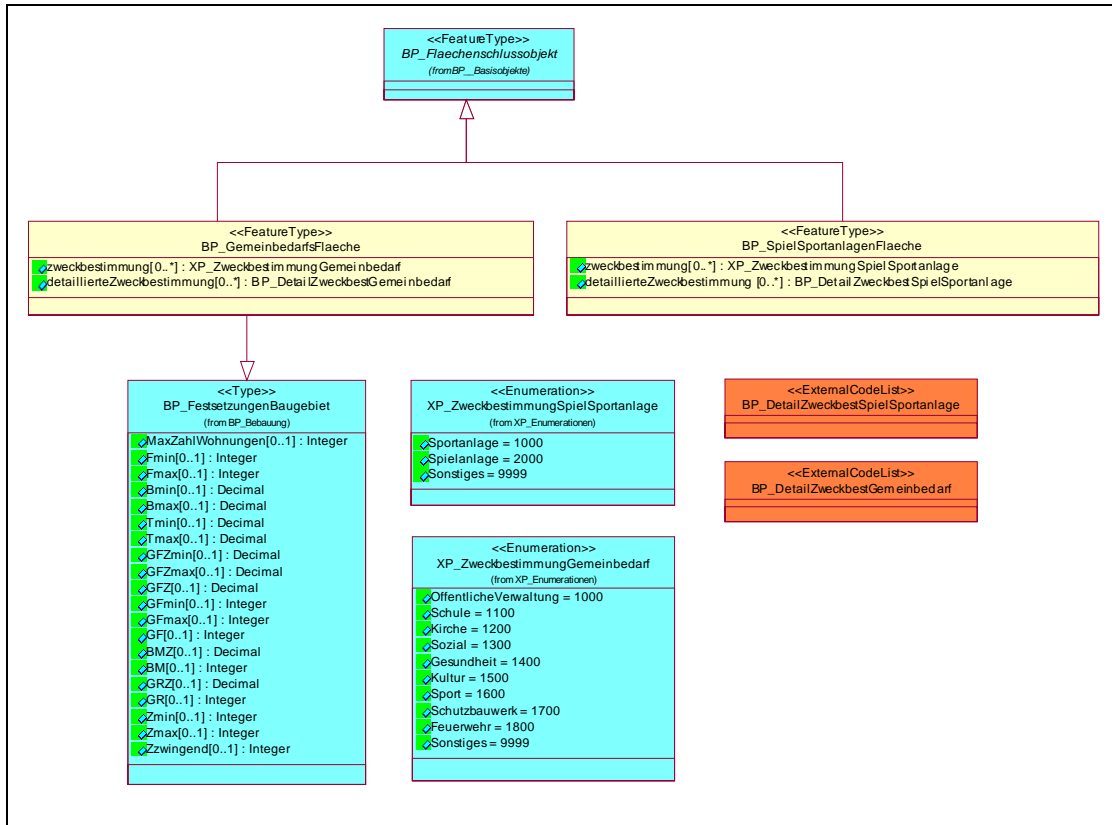 <<FeatureType>>
BP_Flaechenschlussobjekt
(fromBP__Basisobjekte)
<<FeatureType>>
BP_GemeinbedarfsFlaeche
zweckbestimmung[0..*] : XP_ZweckbestimmungGemeinbedarf
detaillierteZweckbestimmung[0..*] : BP_DetailZweckbestGemeinbedarf
<<FeatureType>>
BP_SpielSportanlagenFlaeche
zweckbestimmung[0..*] : XP_ZweckbestimmungSpielSportanlage
detaillierteZweckbestimmung [0..*] : BP_DetailZweckbestSpielSportanlage
<<Type>>
BP_FestsetzungenBaugebiet
(from BP_Bebauung)
MaxZahlWohnungen[0..1] : Integer
Fmin[0..1] : Integer
Fmax[0..1] : Integer
Bmin[0..1] : Decimal
Bmax[0..1] : Decimal
Tmin[0..1] : Decimal
Tmax[0..1] : Decimal
GFZmin[0..1] : Decimal
GFZmax[0..1] : Decimal
GFZ[0..1] : Decimal
GFmin[0..1] : Integer
GFmax[0..1] : Integer
GF[0..1] : Integer
BMZ[0..1] : Decimal
BM[0..1] : Integer
GRZ[0..1] : Decimal
GR[0..1] : Integer
Zmin[0..1] : Integer
Zmax[0..1] : Integer
Zzwingend[0..1] : Integer
<<Enumeration>>
XP_ZweckbestimmungSpielSportanlage
(from XP_Enumerationen)
Sportanlage = 1000
Spielanlage = 2000
Sonstiges = 9999
<<Enumeration>>
XP_ZweckbestimmungGemeinbedarf
(from XP_Enumerationen)
OffentlicheVerwaltung = 1000
Schule = 1100
Kirche = 1200
Sozial = 1300
Gesundheit = 1400
Kultur = 1500
Sport = 1600
Schutzbauwerk = 1700
Feuerwehr = 1800
Sonstiges = 9999
<<ExternalCodeList>>
BP_DetailZweckbestSpielSportanlage
<<ExternalCodeList>>
BP_DetailZweckbestGemeinbedarf